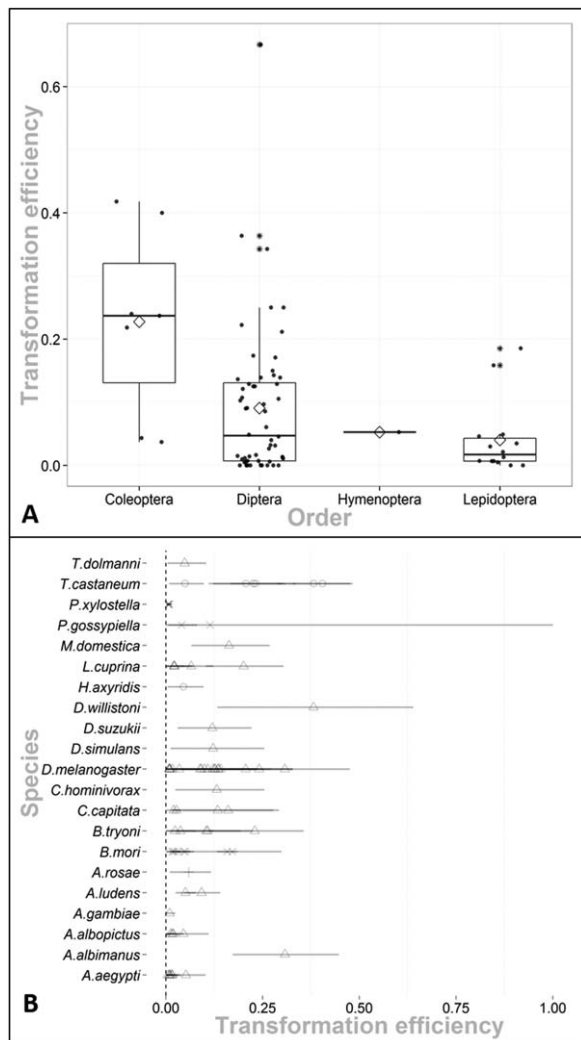 Transformation efficiency
0.6
0.4
0.2
0.0
Coleoptera Diptera Hymenoptera Lepidoptera
A
Order
Species
T.dolmanni
T.castaneum
P.xylostella
P.gossypiella
M.domestica
L.cuprina
H.axyridis
D.willistoni
D.suzukii
D.simulans
D.melanogaster
C.hominivorax
C.capitata
B.tryoni
B.mori
A.rosae
A.ludens
A.gambiae
A.albopictus
A.albimanus
A.aegypti
0.00 0.25 0.50 0.75 1.00
B
Transformation efficiency